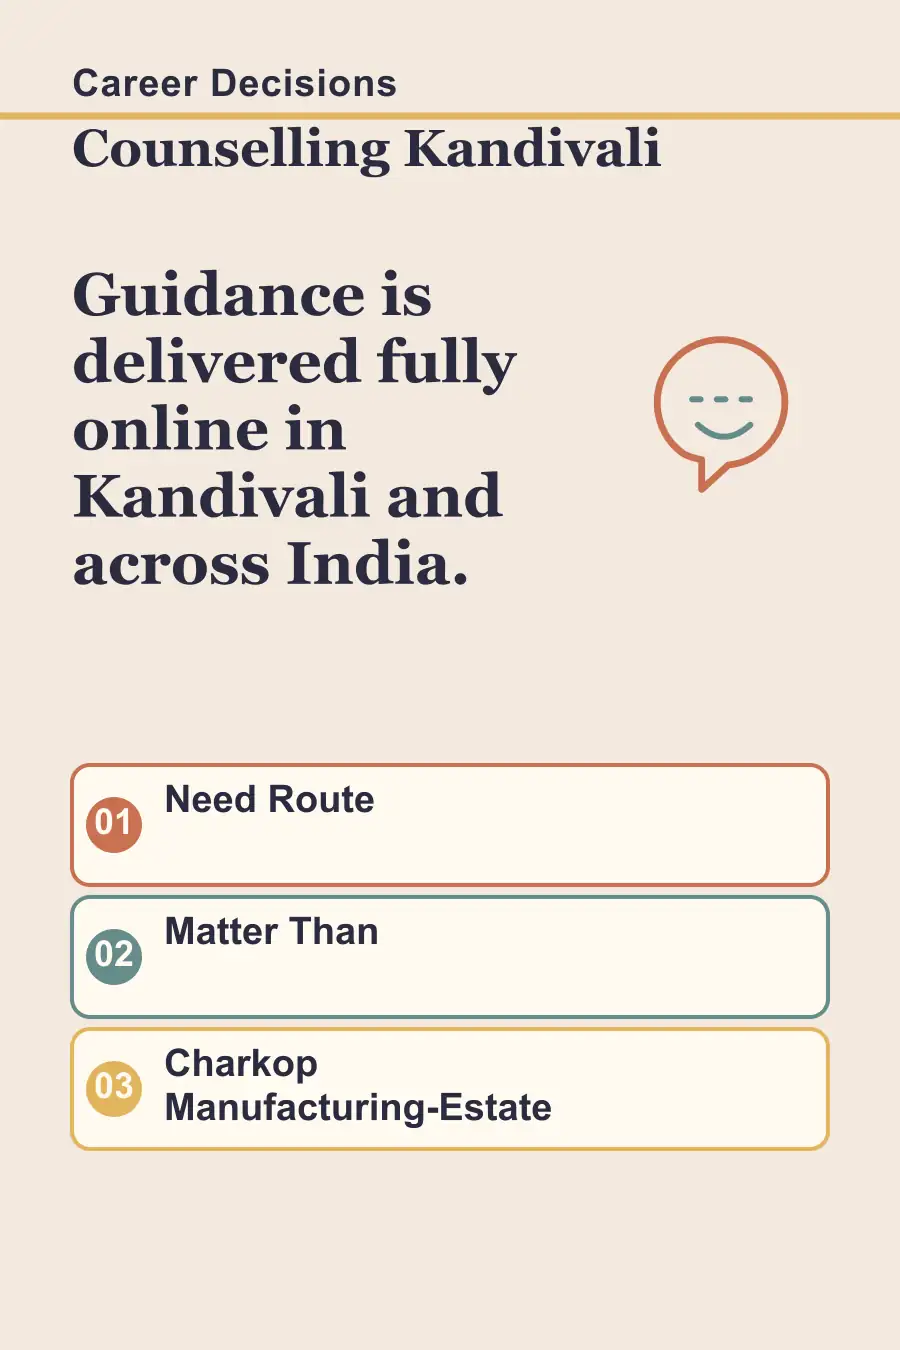 Career Decisions
Counselling Kandivali
Guidance is
delivered fully
online in
Kandivali and
across India.
01
Need Route
02
Matter Than
03
Charkop
Manufacturing-Estate